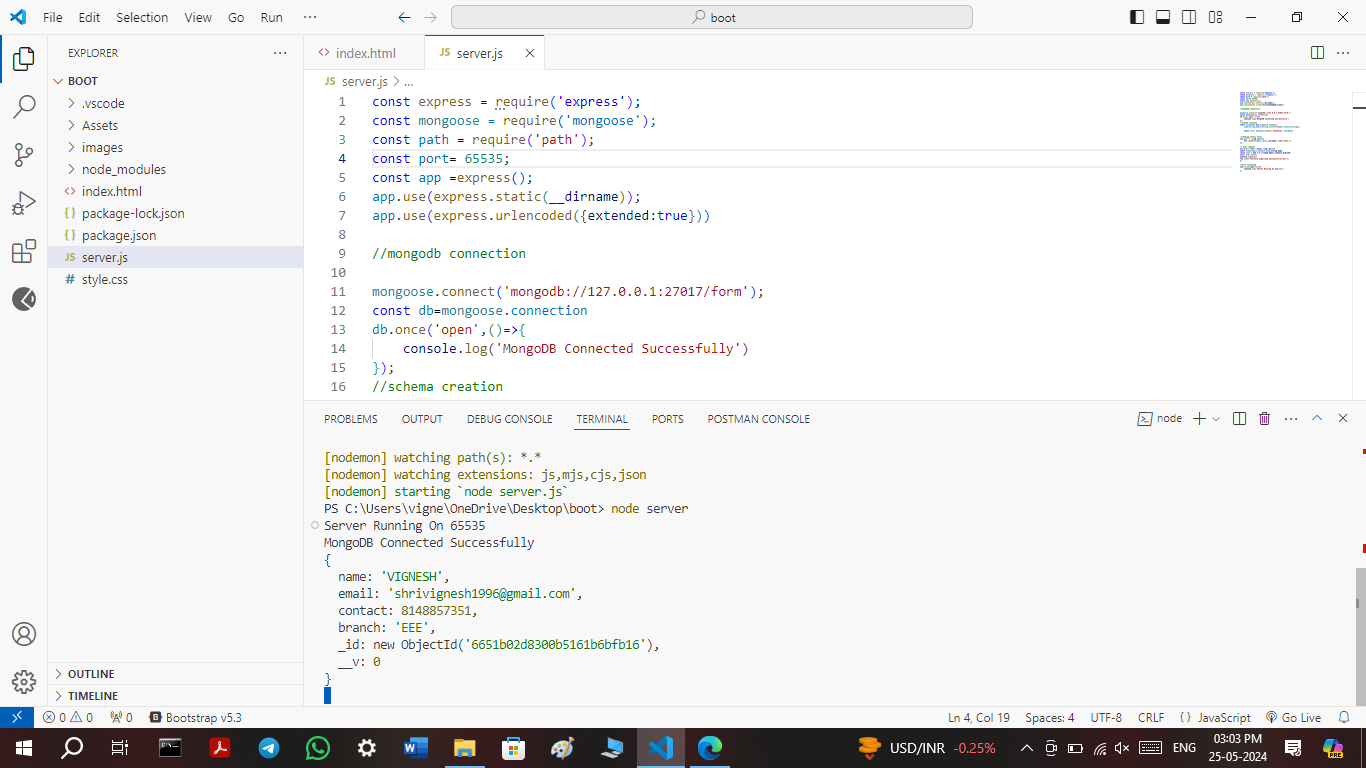 File Edit Selection View Go Run ··· boot
EXPLORER ···
BOOT
.vscode
Assets
images
node_modules
index.html
package-lock.json
package.json
server.js
style.css
OUTLINE
TIMELINE
index.html JS server.js
JS server.js > ...
1 const express = require('express');
2 const mongoose = require('mongoose');
3 const path = require('path');
4 const port= 65535;
5 const app =express();
6 app.use(express.static(__dirname));
7 app.use(express.urlencoded({extended:true}))
8
9 //mongodb connection
10
11 mongoose.connect('mongodb://127.0.0.1:27017/form');
12 const db=mongoose.connection
13 db.once('open',()=>{
14 console.log('MongoDB Connected Successfully')
15 });
16 //schema creation
PROBLEMS OUTPUT DEBUG CONSOLE TERMINAL PORTS POSTMAN CONSOLE node
[nodemon] watching path(s): *.*
[nodemon] watching extensions: js,mjs,cjs,json
[nodemon] starting `node server.js`
PS C:\Users\vigne\OneDrive\Desktop\boot> node server
Server Running On 65535
MongoDB Connected Successfully
{
name: 'VIGNESH',
email: 'shrivignesh1996@gmail.com',
contact: 8148857351,
branch: 'EEE',
_id: new ObjectId('6651b02d8300b5161b6bfb16'),
__v: 0
}
0 0 0 Bootstrap v5.3 Ln 4, Col 19 Spaces: 4 UTF-8 CRLF {} JavaScript Go Live
USD/INR -0.25% ENG 03:03 PM
25-05-2024